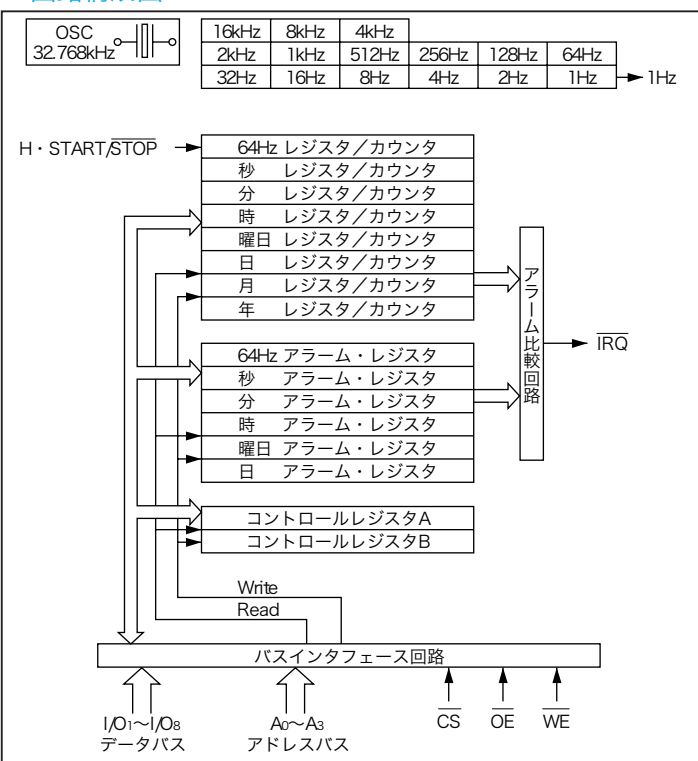 OSC
32.768kHz
16kHz 8kHz 4kHz
2kHz 1kHz 512Hz 256Hz 128Hz 64Hz
32Hz 16Hz 8Hz 4Hz 2Hz 1Hz 1Hz
H・START/STOP
64Hz レジスタ／カウンタ
秒 レジスタ／カウンタ
分 レジスタ／カウンタ
時 レジスタ／カウンタ
曜日 レジスタ／カウンタ
日 レジスタ／カウンタ
月 レジスタ／カウンタ
年 レジスタ／カウンタ
アラーム比較回路
IRQ
64Hz アラーム・レジスタ
秒 アラーム・レジスタ
分 アラーム・レジスタ
時 アラーム・レジスタ
曜日 アラーム・レジスタ
日 アラーム・レジスタ
コントロールレジスタA
コントロールレジスタB
Write
Read
バスインタフェース回路
I/O1〜I/O8
データバス
A0〜A3
アドレスバス
CS OE WE